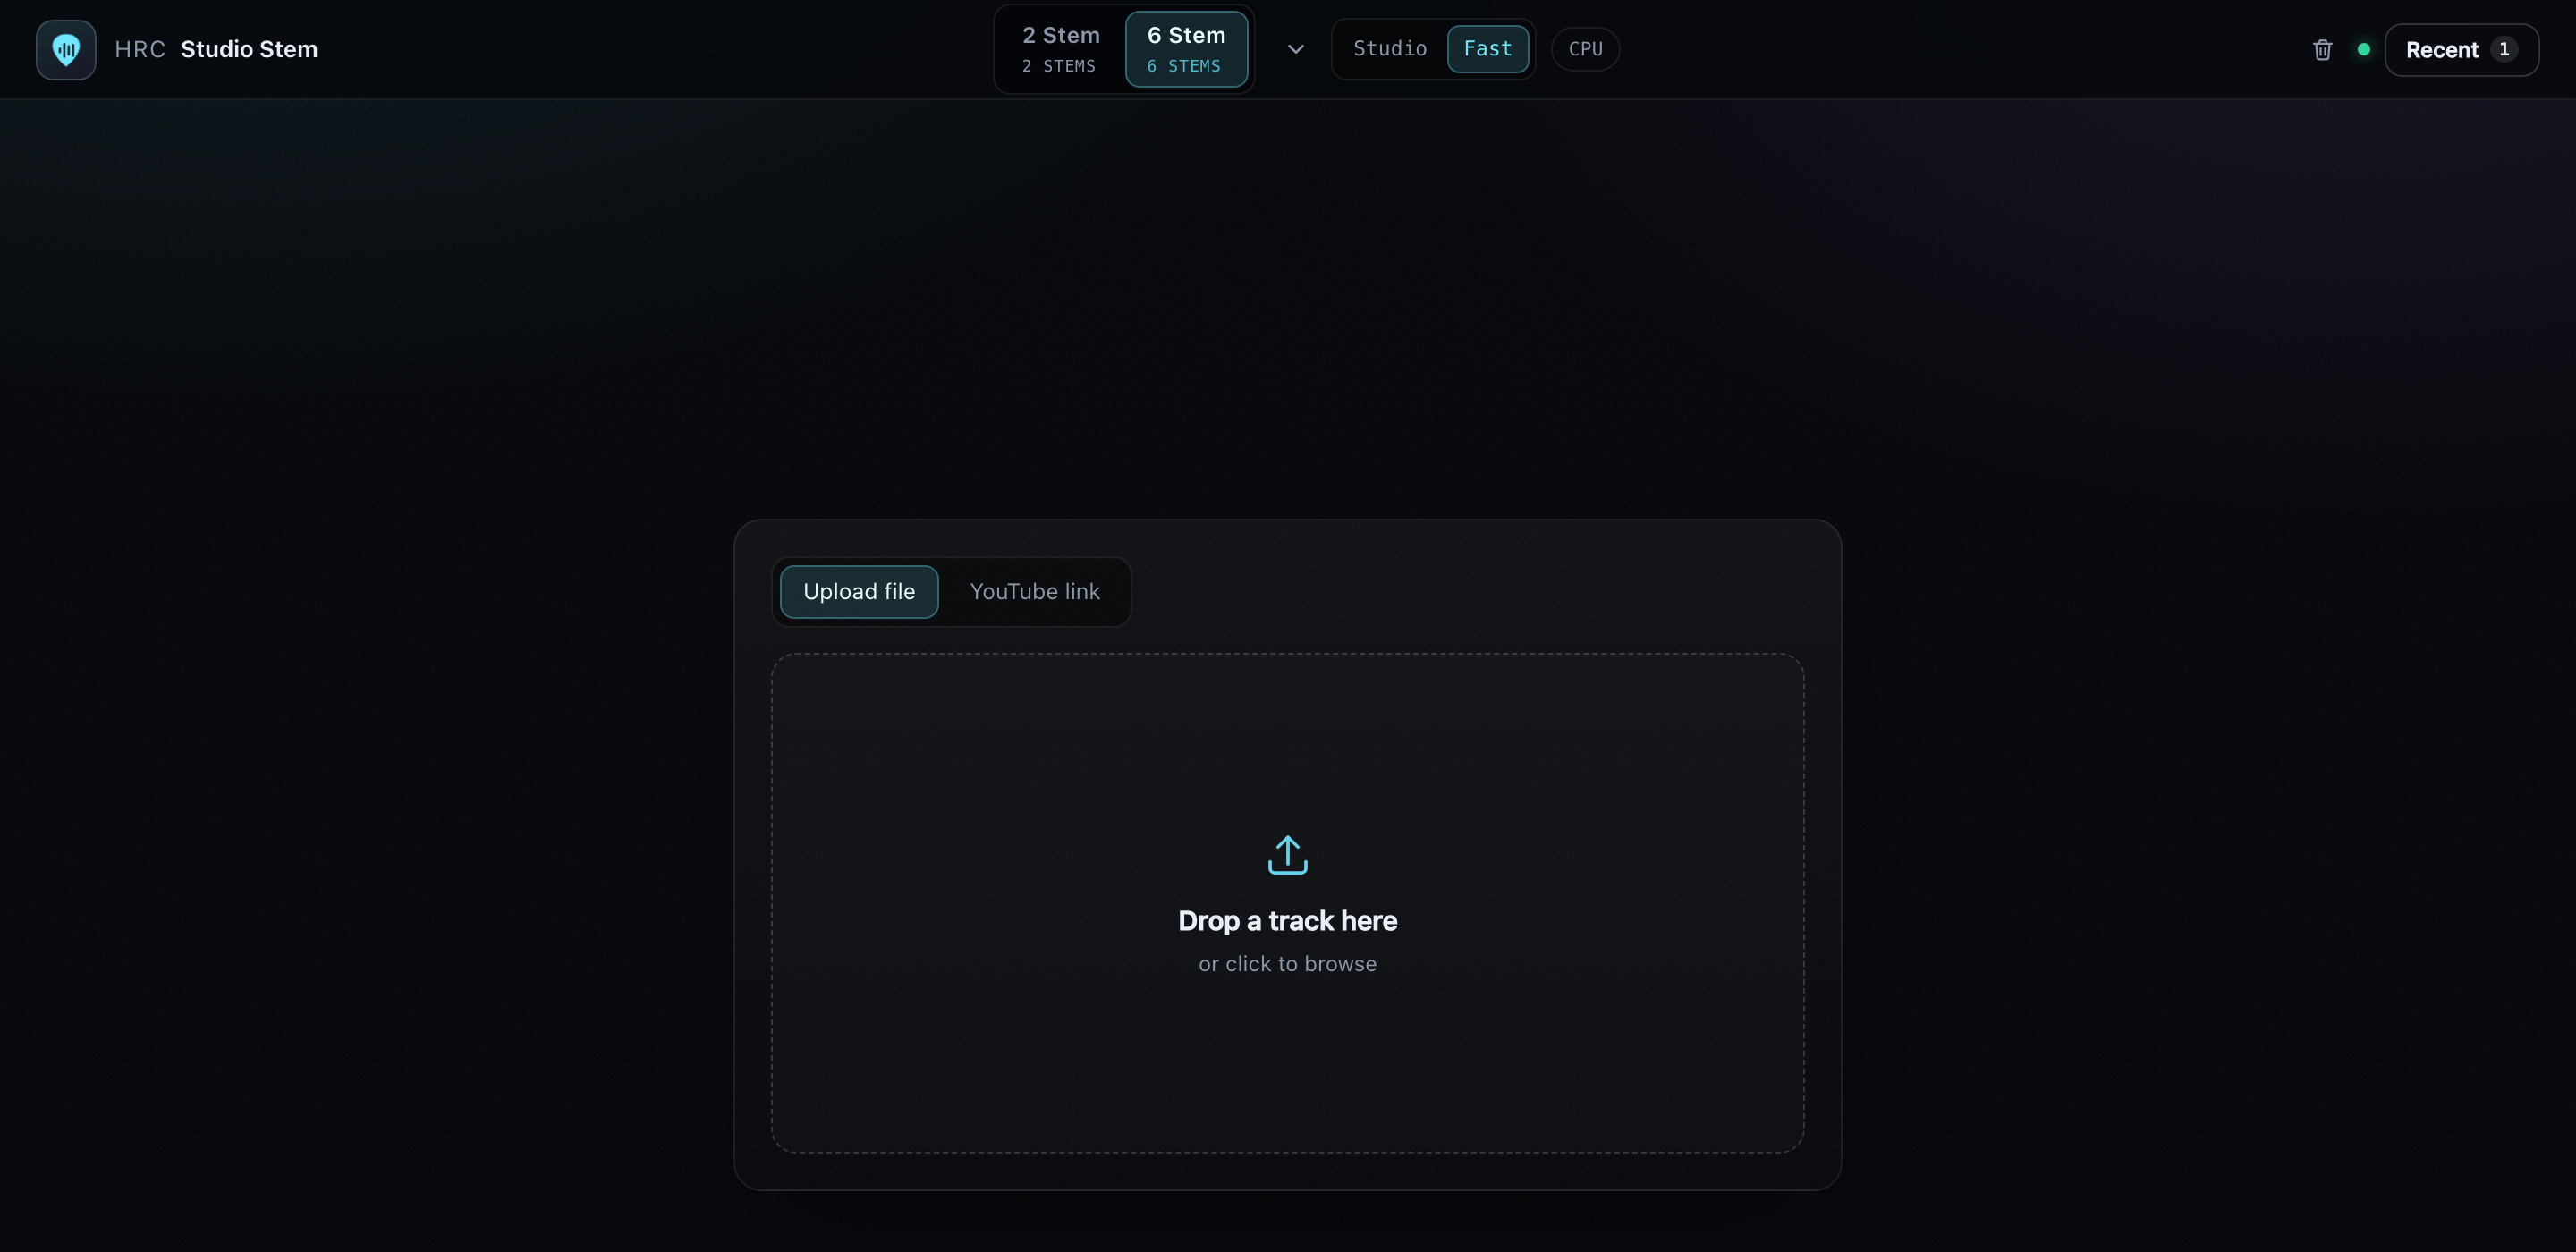 HRC Studio Stem
2 Stem
2 STEMS
6 Stem
6 STEMS
Studio
Fast
CPU
Recent 1
Upload file
YouTube link
Drop a track here
or click to browse